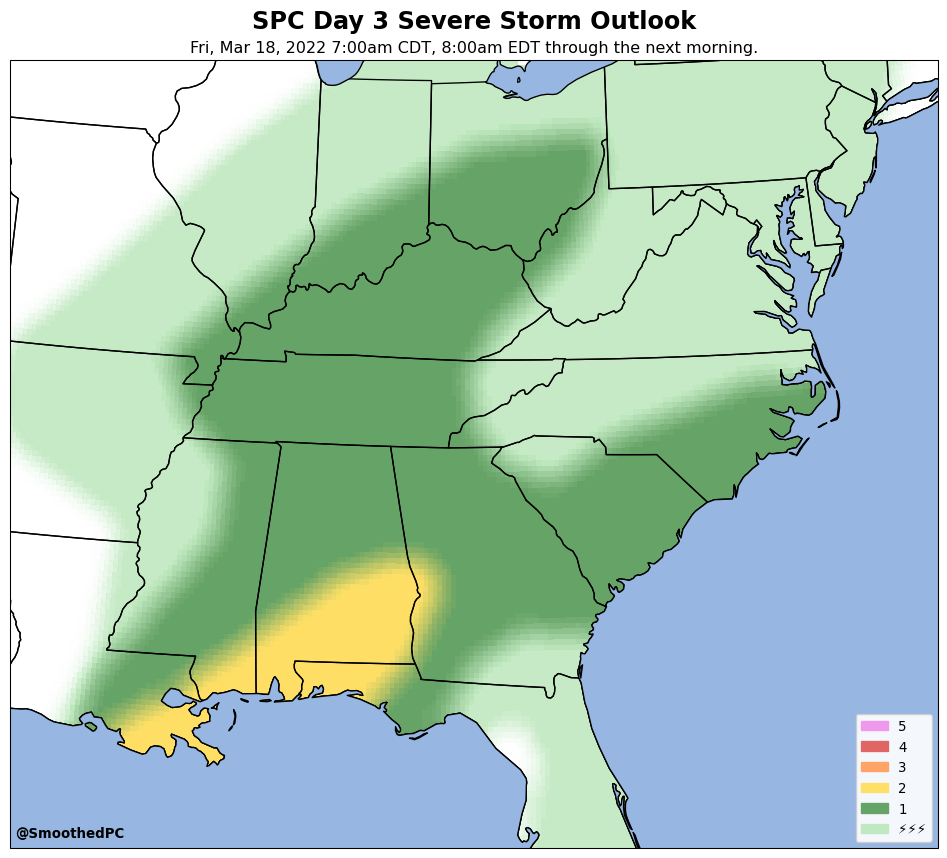 SPC Day 3 Severe Storm Outlook
Fri, Mar 18, 2022 7:00am CDT, 8:00am EDT through the next morning.
5
4
3
2
1
⚡⚡⚡
@SmoothedPC